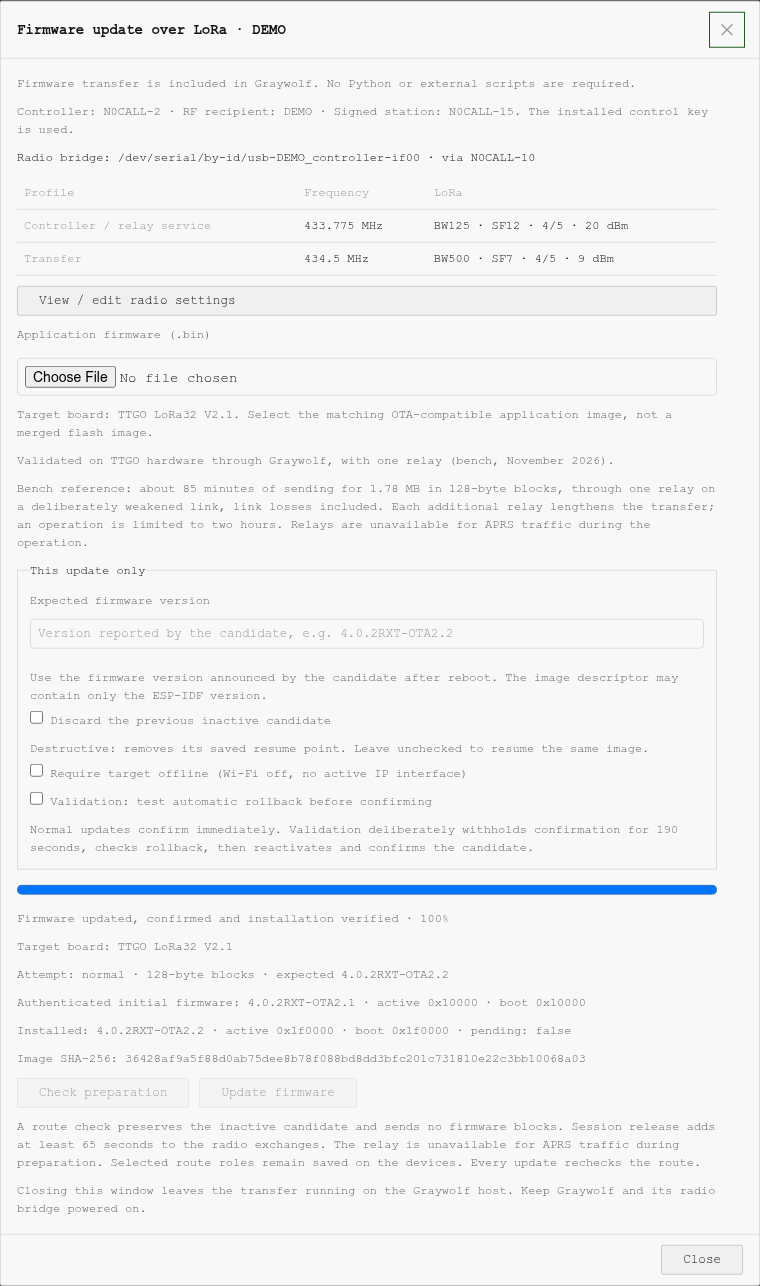 Firmware update over LoRa · DEMO
Firmware transfer is included in Graywolf. No Python or external scripts are required.
Controller: N0CALL-2 · RF recipient: DEMO · Signed station: N0CALL-15. The installed control key
is used.
Radio bridge: /dev/serial/by-id/usb-DEMO_controller-if00 · via N0CALL-10
Profile Frequency LoRa
Controller / relay service 433.775 MHz BW125 · SF12 · 4/5 · 20 dBm
Transfer 434.5 MHz BW500 · SF7 · 4/5 · 9 dBm
View / edit radio settings
Application firmware (.bin)
Choose File No file chosen
Target board: TTGO LoRa32 V2.1. Select the matching OTA-compatible application image, not a
merged flash image.
Validated on TTGO hardware through Graywolf, with one relay (bench, November 2026).
Bench reference: about 85 minutes of sending for 1.78 MB in 128-byte blocks, through one relay on
a deliberately weakened link, link losses included. Each additional relay lengthens the transfer;
an operation is limited to two hours. Relays are unavailable for APRS traffic during the
operation.
This update only
Expected firmware version
Version reported by the candidate, e.g. 4.0.2RXT-OTA2.2
Use the firmware version announced by the candidate after reboot. The image descriptor may
contain only the ESP-IDF version.
Discard the previous inactive candidate
Destructive: removes its saved resume point. Leave unchecked to resume the same image.
Require target offline (Wi-Fi off, no active IP interface)
Validation: test automatic rollback before confirming
Normal updates confirm immediately. Validation deliberately withholds confirmation for 190
seconds, checks rollback, then reactivates and confirms the candidate.
Firmware updated, confirmed and installation verified · 100%
Target board: TTGO LoRa32 V2.1
Attempt: normal · 128-byte blocks · expected 4.0.2RXT-OTA2.2
Authenticated initial firmware: 4.0.2RXT-OTA2.1 · active 0x10000 · boot 0x10000
Installed: 4.0.2RXT-OTA2.2 · active 0x1f0000 · boot 0x1f0000 · pending: false
Image SHA-256: 36428af9a5f88d0ab75dee8b78f088bd8dd3bfc201c731810e22c3bb10068a03
Check preparation Update firmware
A route check preserves the inactive candidate and sends no firmware blocks. Session release adds
at least 65 seconds to the radio exchanges. The relay is unavailable for APRS traffic during
preparation. Selected route roles remain saved on the devices. Every update rechecks the route.
Closing this window leaves the transfer running on the Graywolf host. Keep Graywolf and its radio
bridge powered on.
Close